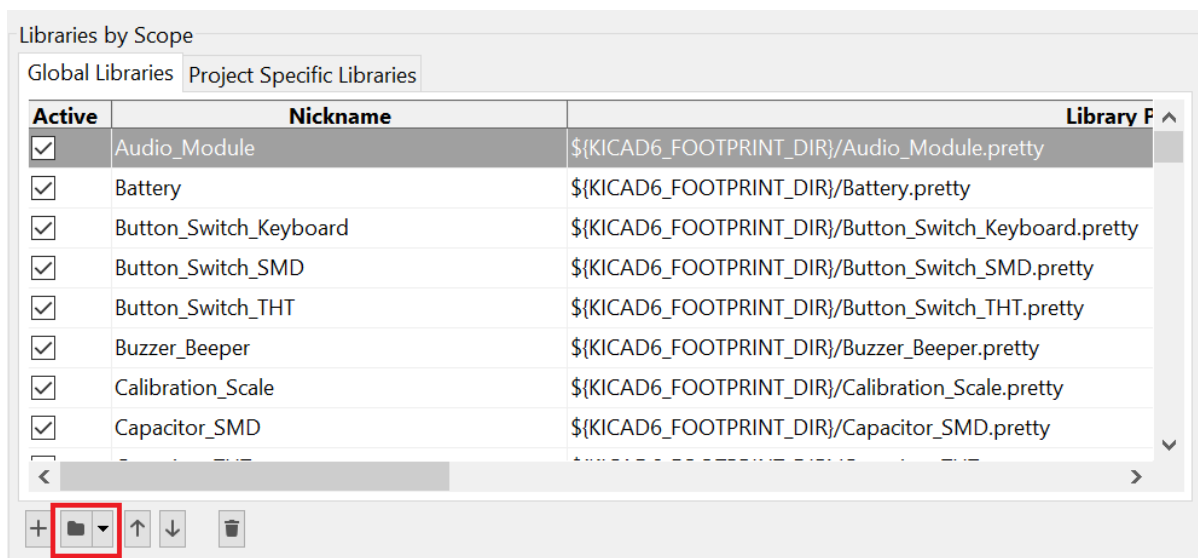 Libraries by Scope
Global Libraries Project Specific Libraries
Active Nickname Library P
Audio_Module ${KICAD6_FOOTPRINT_DIR}/Audio_Module.pretty
Battery ${KICAD6_FOOTPRINT_DIR}/Battery.pretty
Button_Switch_Keyboard ${KICAD6_FOOTPRINT_DIR}/Button_Switch_Keyboard.pretty
Button_Switch_SMD ${KICAD6_FOOTPRINT_DIR}/Button_Switch_SMD.pretty
Button_Switch_THT ${KICAD6_FOOTPRINT_DIR}/Button_Switch_THT.pretty
Buzzer_Beeper ${KICAD6_FOOTPRINT_DIR}/Buzzer_Beeper.pretty
Calibration_Scale ${KICAD6_FOOTPRINT_DIR}/Calibration_Scale.pretty
Capacitor_SMD ${KICAD6_FOOTPRINT_DIR}/Capacitor_SMD.pretty